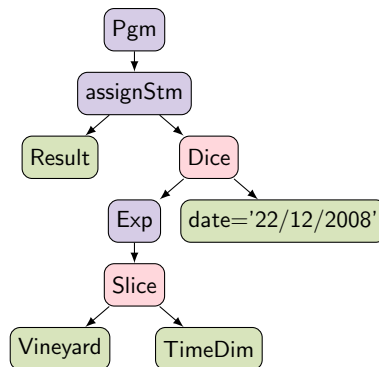 Pgm
assignStm
Result
Dice
Exp
date='22/12/2008'
Slice
Vineyard
TimeDim